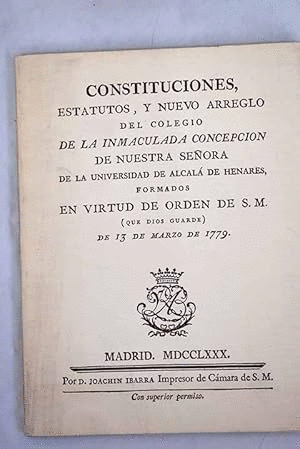 CONSTITUCIONES,
ESTATUTOS, Y NUEVO ARREGLO
DEL COLEGIO
DE LA INMACULADA CONCEPCION
DE NUESTRA SEÑORA
DE LA UNIVERSIDAD DE ALCALÁ DE HENARES,
FORMADOS
EN VIRTUD DE ORDEN DE S. M.
(QUE DIOS GUARDE)
DE 13 DE MARZO DE 1779.
MADRID. MDCCLXXX.
Por D. JOACHIN IBARRA Impresor de Cámara de S. M.
Con superior permiso.